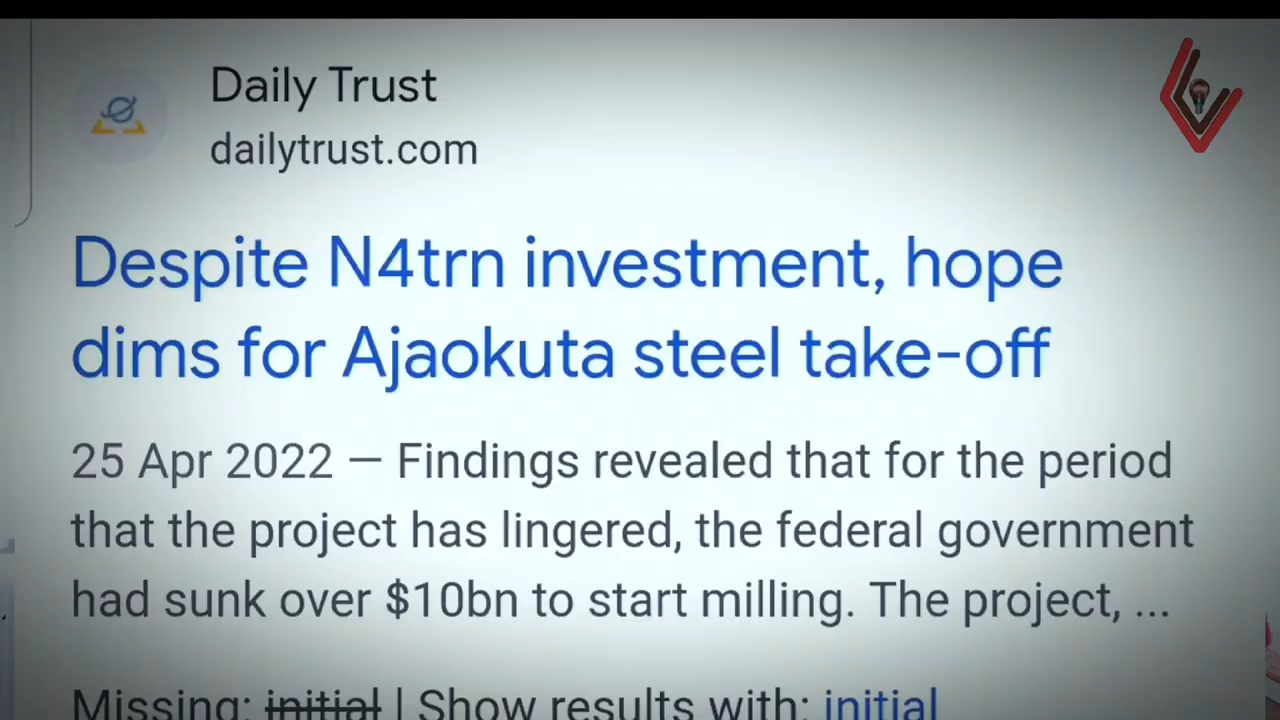 Daily Trust
dailytrust.com
Despite N4trn investment, hope
dims for Ajaokuta steel take-off
25 Apr 2022 — Findings revealed that for the period
that the project has lingered, the federal government
had sunk over $10bn to start milling. The project, ...
Missing: initial | Show results with: initial